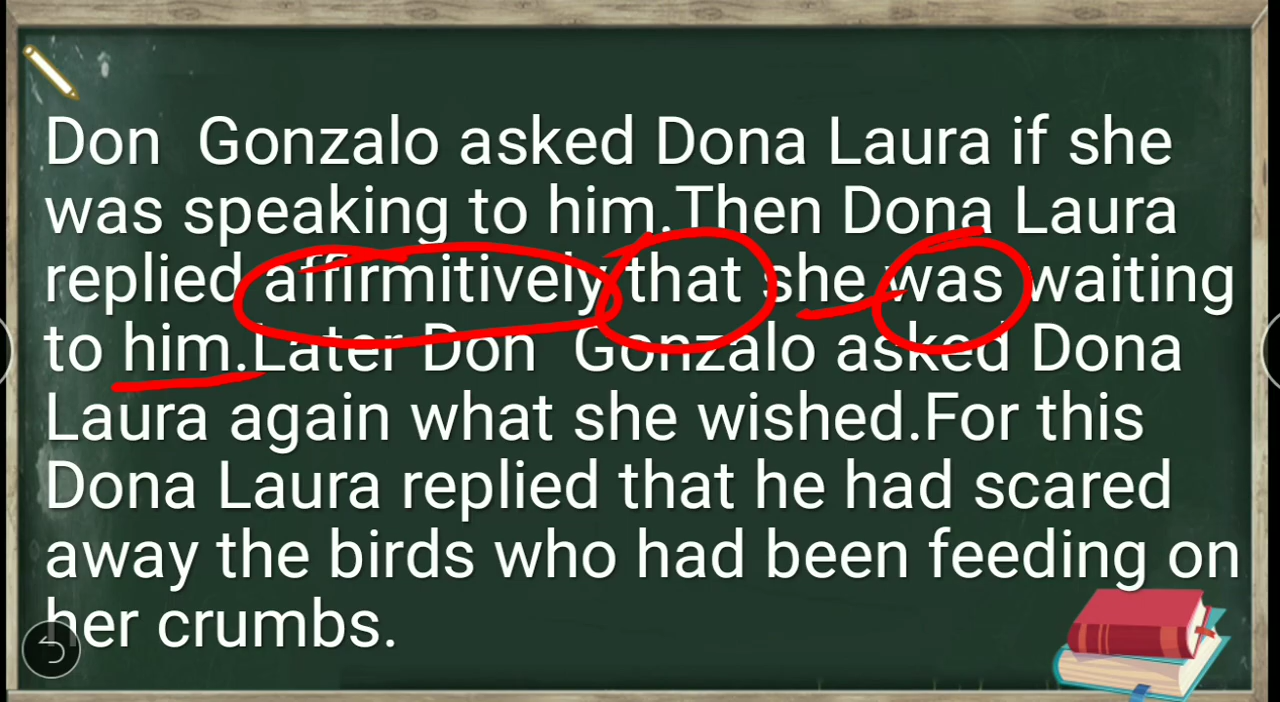 Don Gonzalo asked Dona Laura if she
was speaking to him.Then Dona Laura
replied affirmitively that she was waiting
to him.Later Don Gonzalo asked Dona
Laura again what she wished.For this
Dona Laura replied that he had scared
away the birds who had been feeding on
her crumbs.